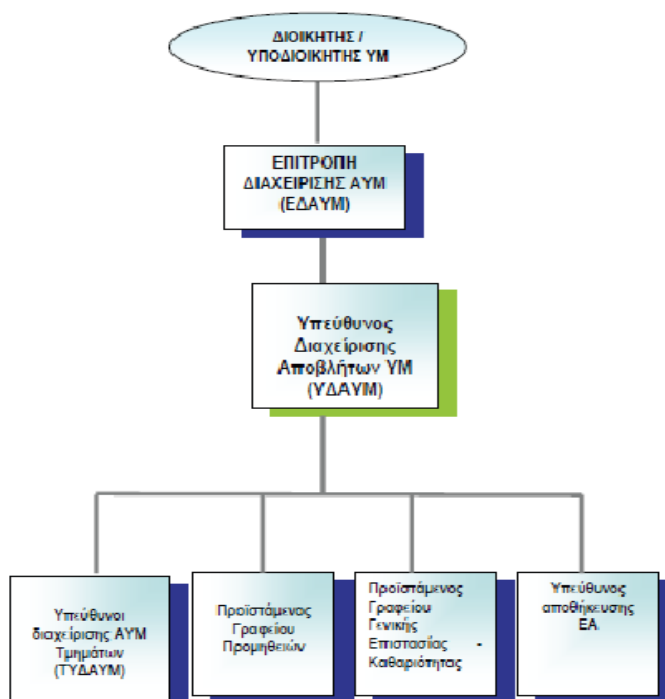 ΔΙΟΙΚΗΤΗΣ /
ΥΠΟΔΙΟΙΚΗΤΗΣ ΥΜ
ΕΠΙΤΡΟΠΗ
ΔΙΑΧΕΙΡΙΣΗΣ ΑΥΜ
(ΕΔΑΥΜ)
Υπεύθυνος
Διαχείρισης
Αποβλήτων ΥΜ
(ΥΔΑΥΜ)
Υπεύθυνοι
διαχείρισης ΑΥΜ
Τμημάτων
(ΤΥΔΑΥΜ)
Προϊστάμενος
Γραφείου
Προμηθειών
Προϊστάμενος
Γραφείου
Γενικής
Επιστασίας -
Καθαριότητας
Υπεύθυνος
αποθήκευσης
ΕΑ